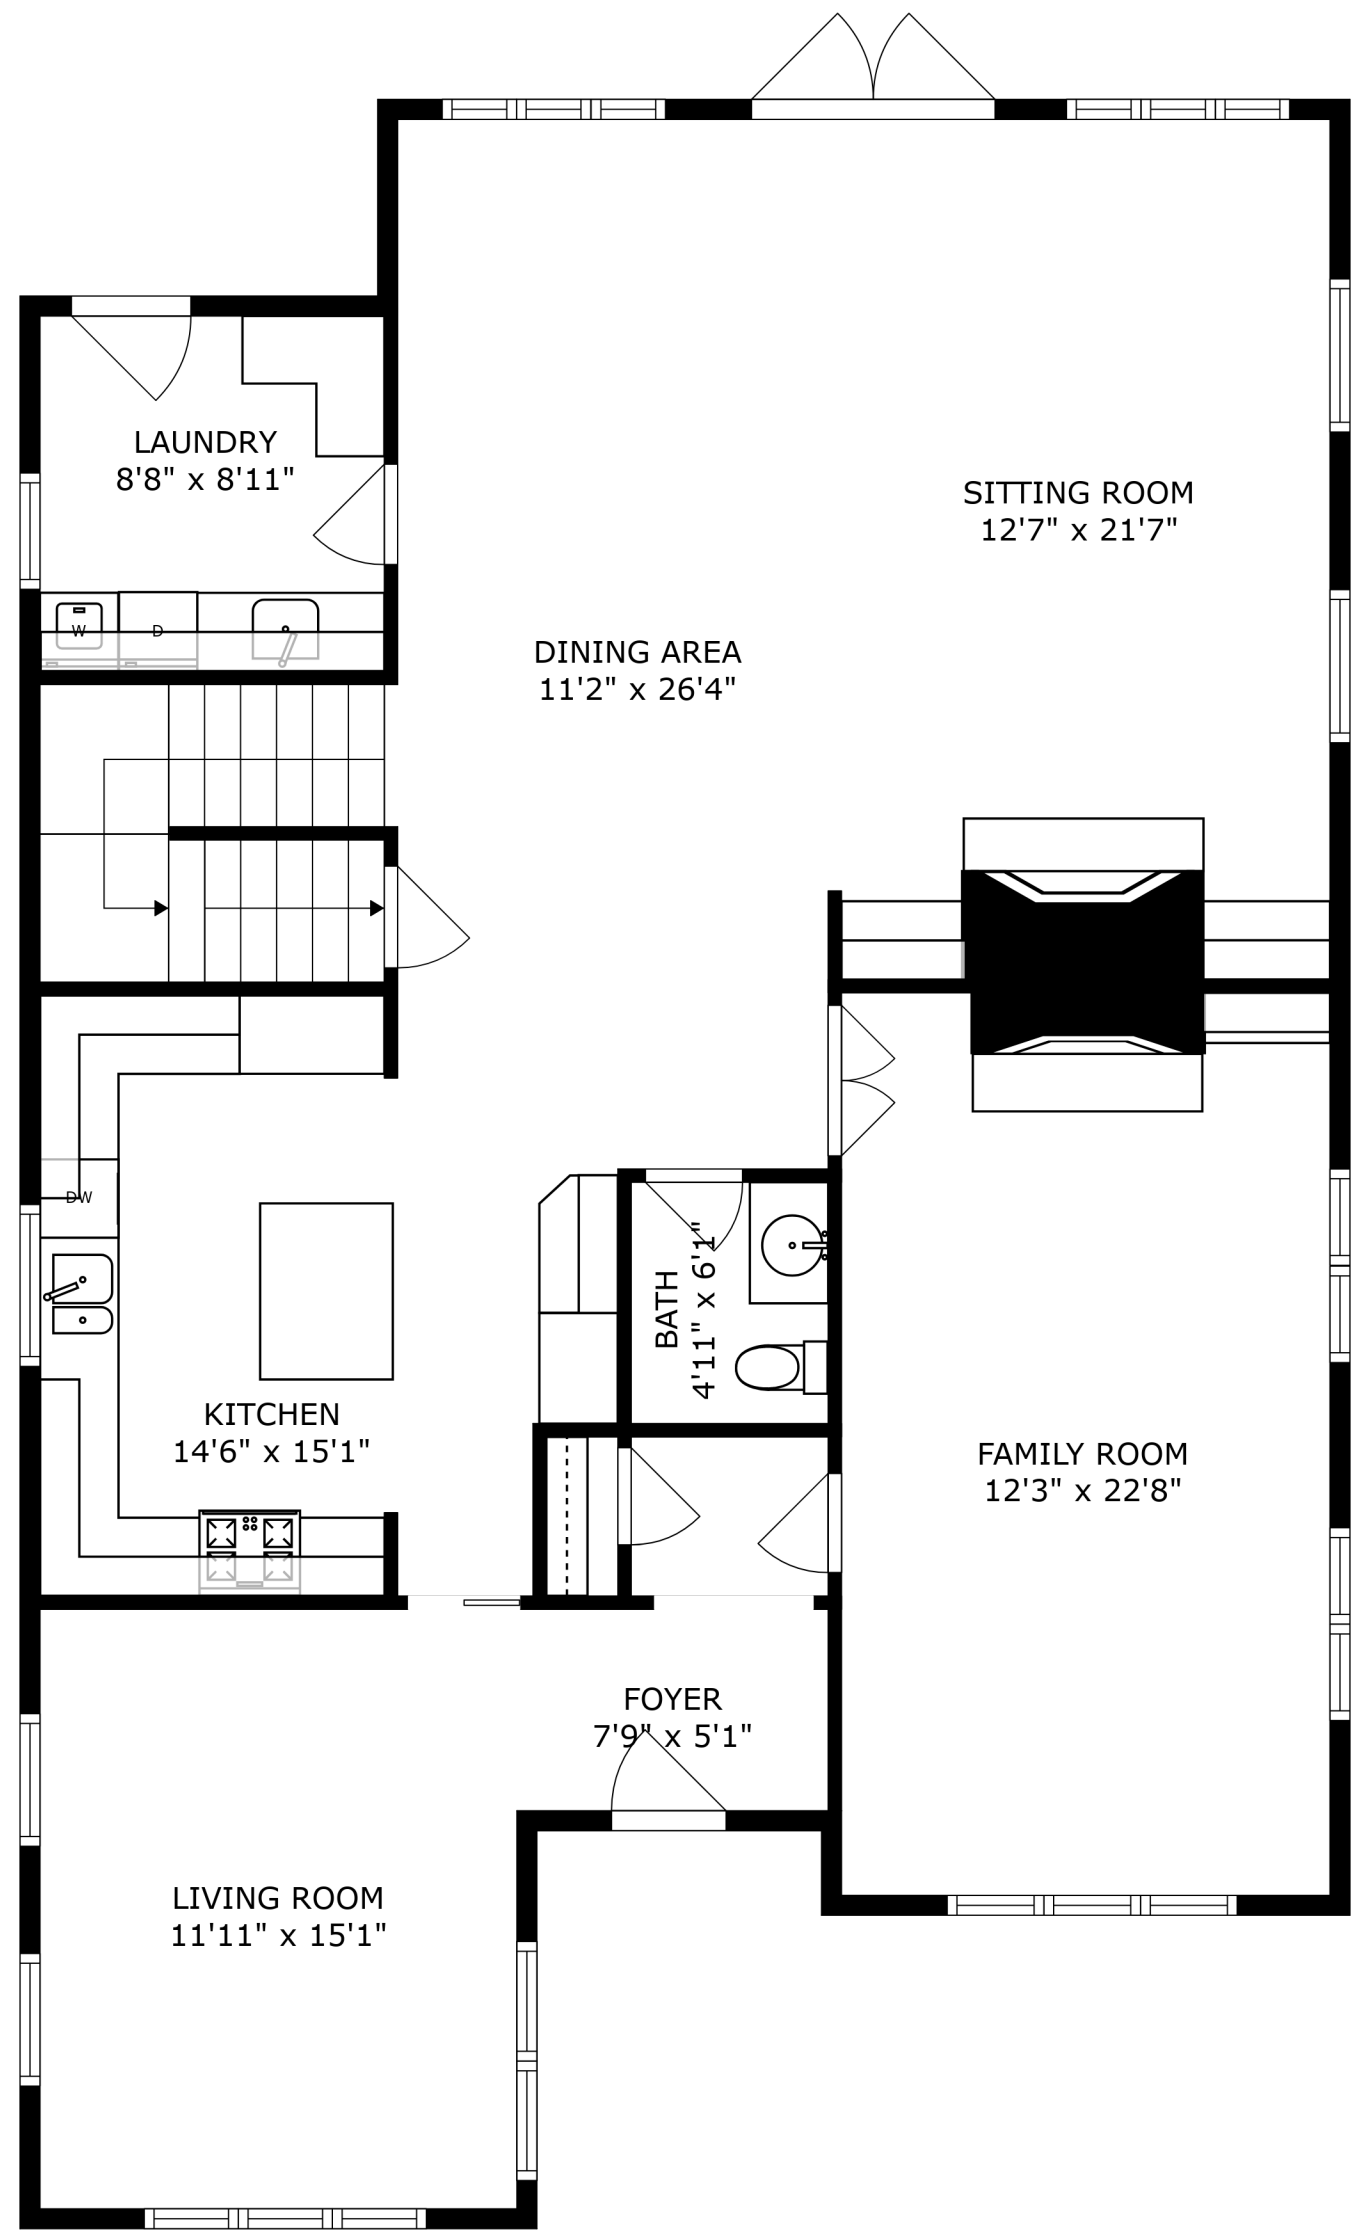 LAUNDRY
8'8" x 8'11"
SITTING ROOM
12'7" x 21'7"
W
D
DINING AREA
11'2" x 26'4"
DW
BATH
4'11" x 6'1"
KITCHEN
14'6" x 15'1"
FAMILY ROOM
12'3" x 22'8"
FOYER
7'9" x 5'1"
LIVING ROOM
11'11" x 15'1"